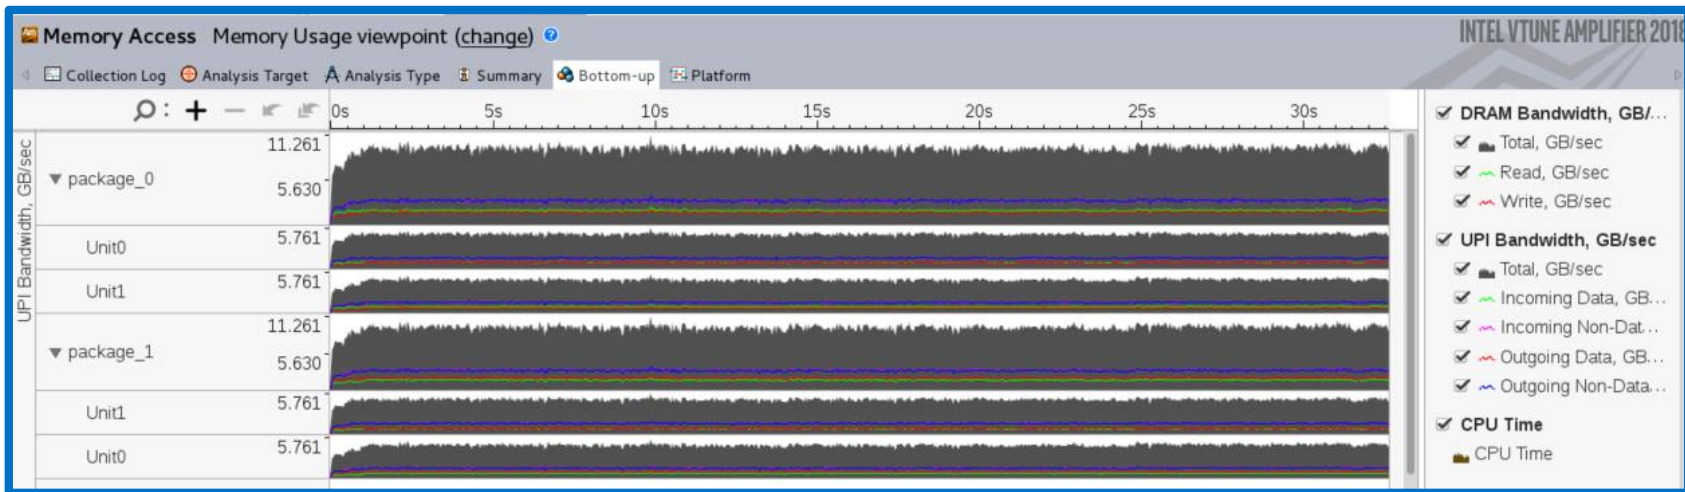 Memory Access Memory Usage viewpoint (change) ?
INTEL VTUNE AMPLIFIER 2018
Collection Log Analysis Target Analysis Type Summary Bottom-up Platform
0s 5s 10s 15s 20s 25s 30s
UPI Bandwidth, GB/sec
package_0 11.261
5.630
Unit0 5.761
Unit1 5.761
package_1 11.261
5.630
Unit1 5.761
Unit0 5.761
DRAM Bandwidth, GB/...
Total, GB/sec
Read, GB/sec
Write, GB/sec
UPI Bandwidth, GB/sec
Total, GB/sec
Incoming Data, GB...
Incoming Non-Dat...
Outgoing Data, GB...
Outgoing Non-Data...
CPU Time
CPU Time